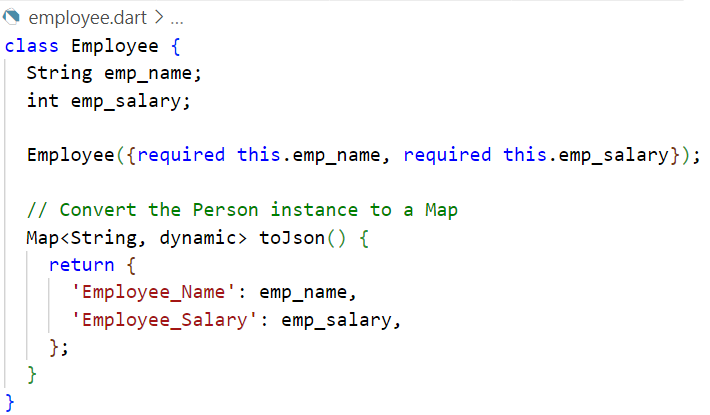 employee.dart > ...
class Employee {
  String emp_name;
  int emp_salary;

  Employee({required this.emp_name, required this.emp_salary});

  // Convert the Person instance to a Map
  Map<String, dynamic> toJson() {
    return {
      'Employee_Name': emp_name,
      'Employee_Salary': emp_salary,
    };
  }
}